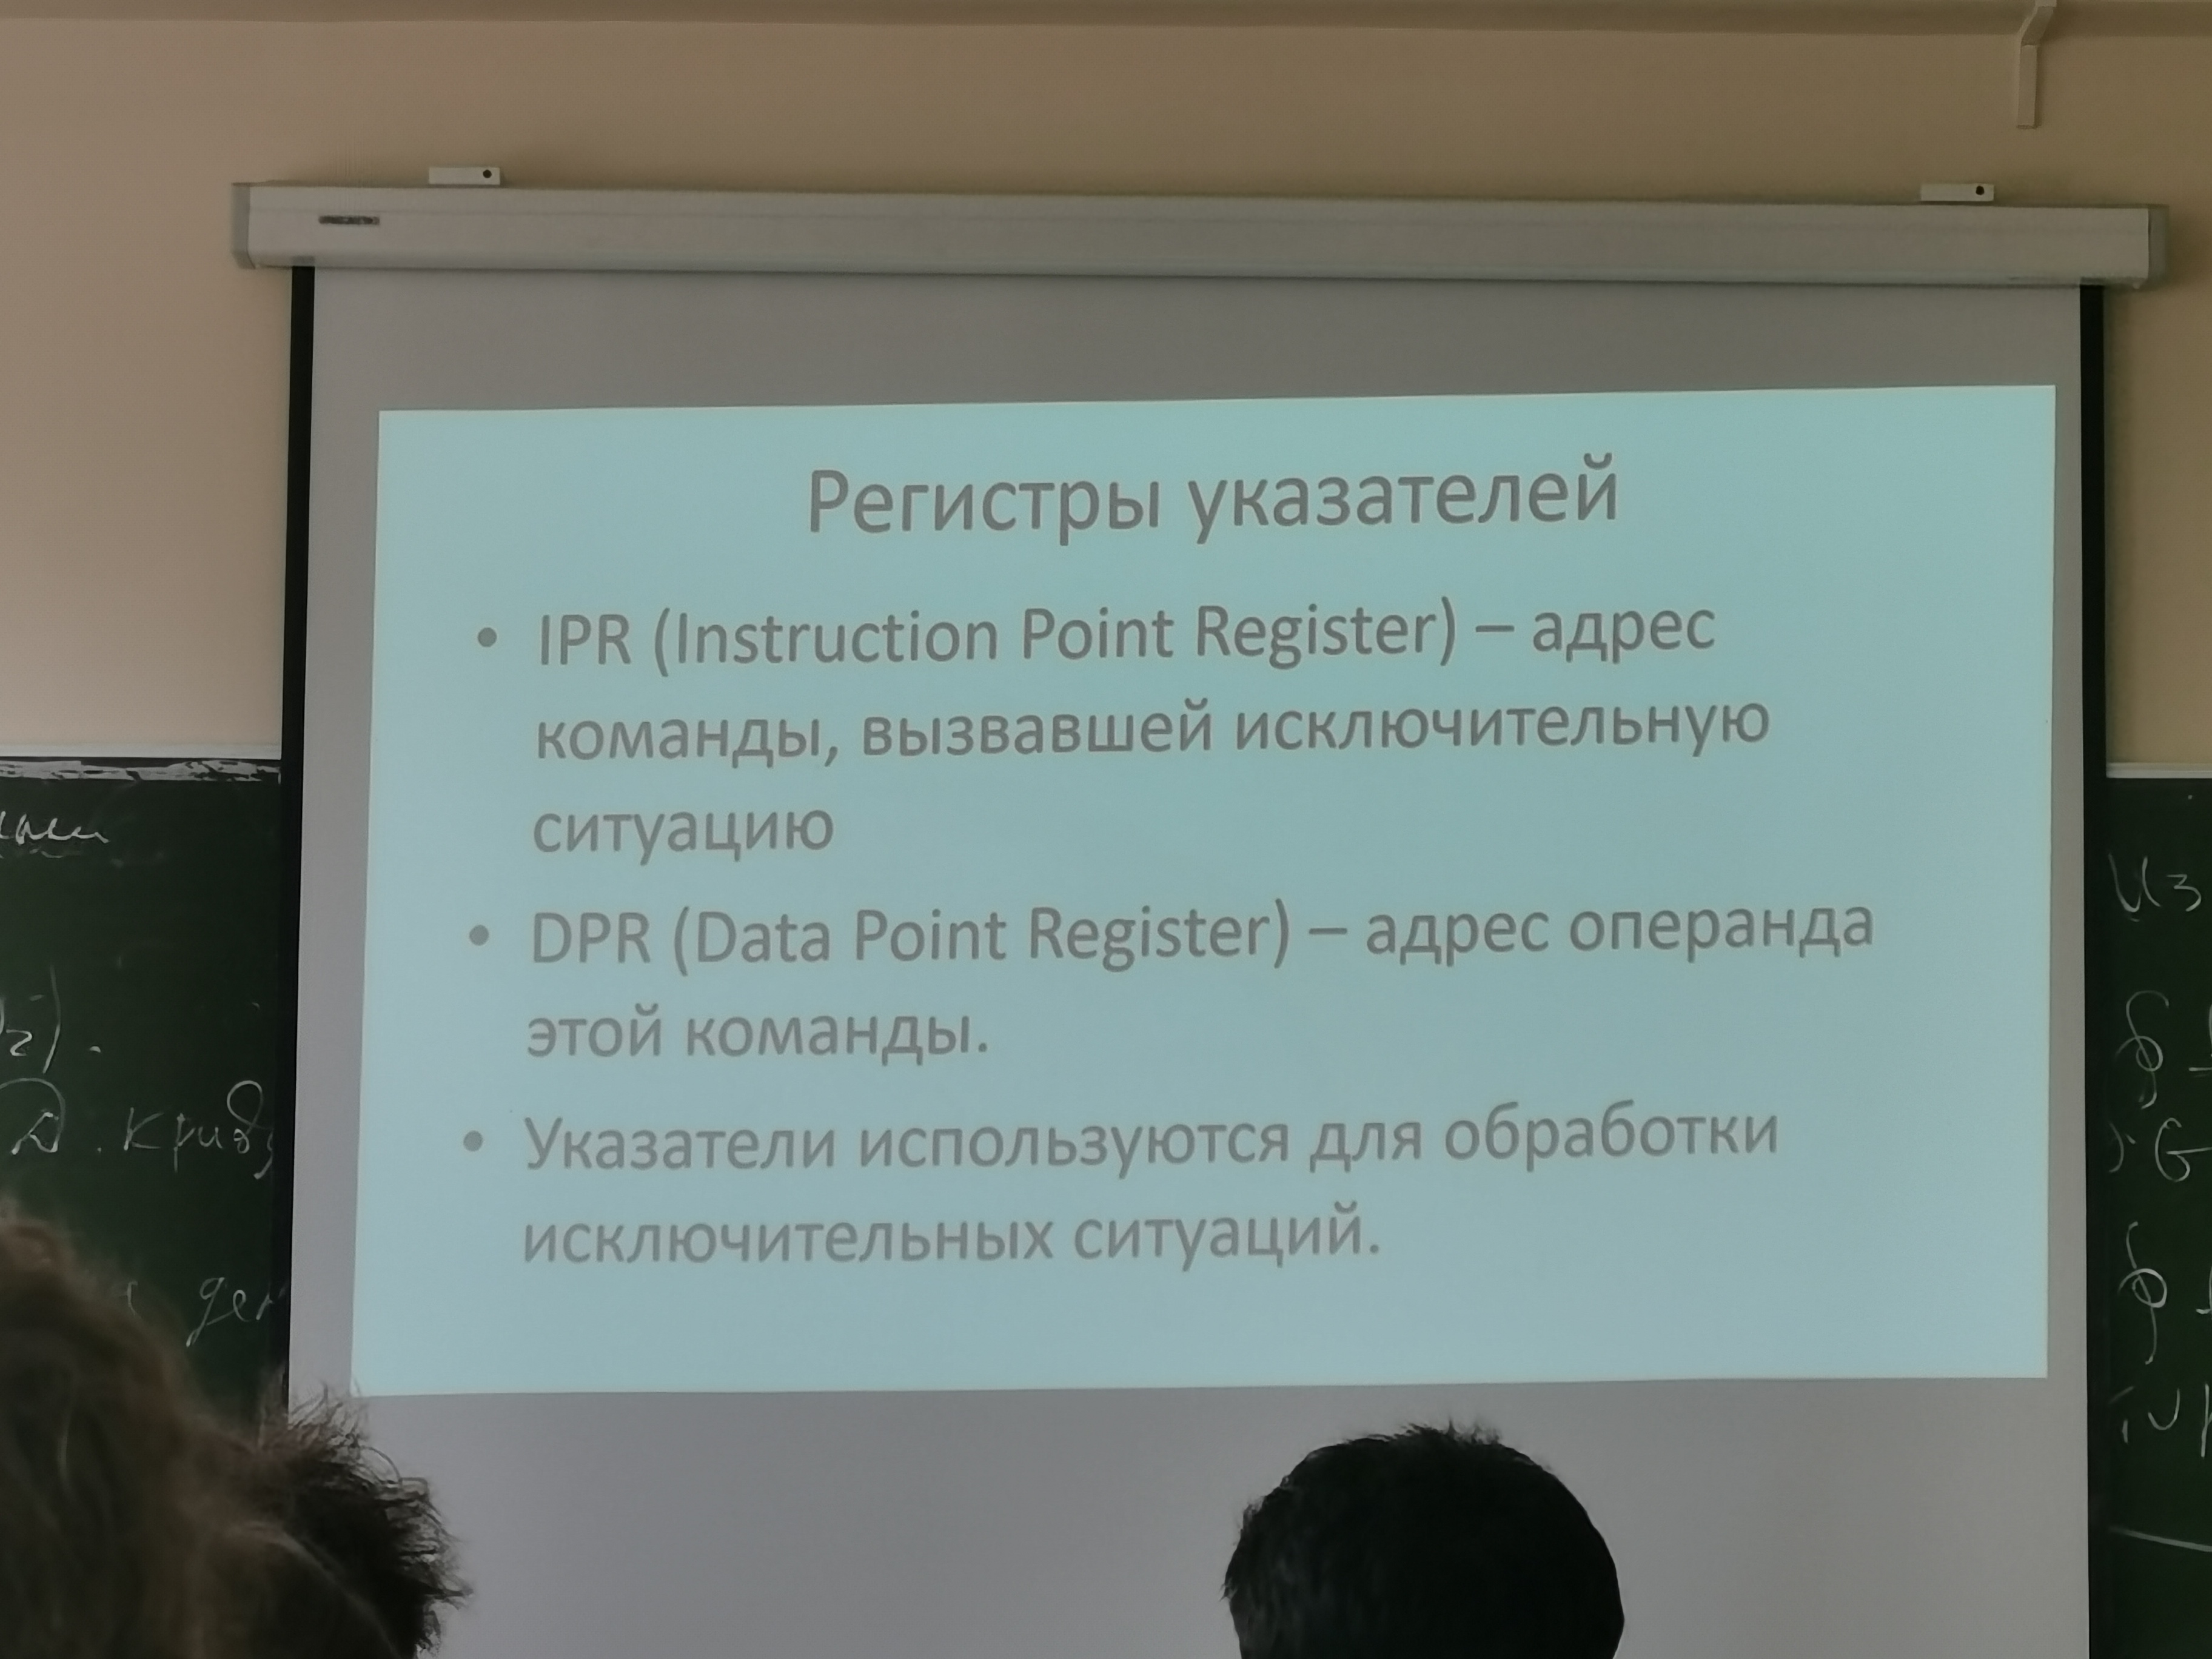 Регистры указателей
• IPR (Instruction Point Register) – адрес
команды, вызвавшей исключительную
ситуацию
• DPR (Data Point Register) – адрес операнда
этой команды.
• Указатели используются для обработки
исключительных ситуаций.
Из